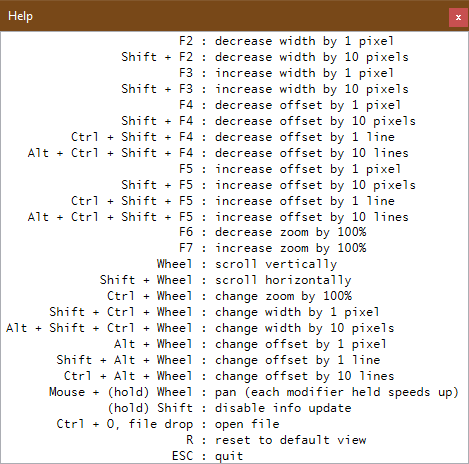 Help
x
F2 : decrease width by 1 pixel
Shift + F2 : decrease width by 10 pixels
F3 : increase width by 1 pixel
Shift + F3 : increase width by 10 pixels
F4 : decrease offset by 1 pixel
Shift + F4 : decrease offset by 10 pixels
Ctrl + Shift + F4 : decrease offset by 1 line
Alt + Ctrl + Shift + F4 : decrease offset by 10 lines
F5 : increase offset by 1 pixel
Shift + F5 : increase offset by 10 pixels
Ctrl + Shift + F5 : increase offset by 1 line
Alt + Ctrl + Shift + F5 : increase offset by 10 lines
F6 : decrease zoom by 100%
F7 : increase zoom by 100%
Wheel : scroll vertically
Shift + Wheel : scroll horizontally
Ctrl + Wheel : change zoom by 100%
Shift + Ctrl + Wheel : change width by 1 pixel
Alt + Shift + Ctrl + Wheel : change width by 10 pixels
Alt + Wheel : change offset by 1 pixel
Shift + Alt + Wheel : change offset by 1 line
Ctrl + Alt + Wheel : change offset by 10 lines
Mouse + (hold) Wheel : pan (each modifier held speeds up)
(hold) Shift : disable info update
Ctrl + O, file drop : open file
R : reset to default view
ESC : quit